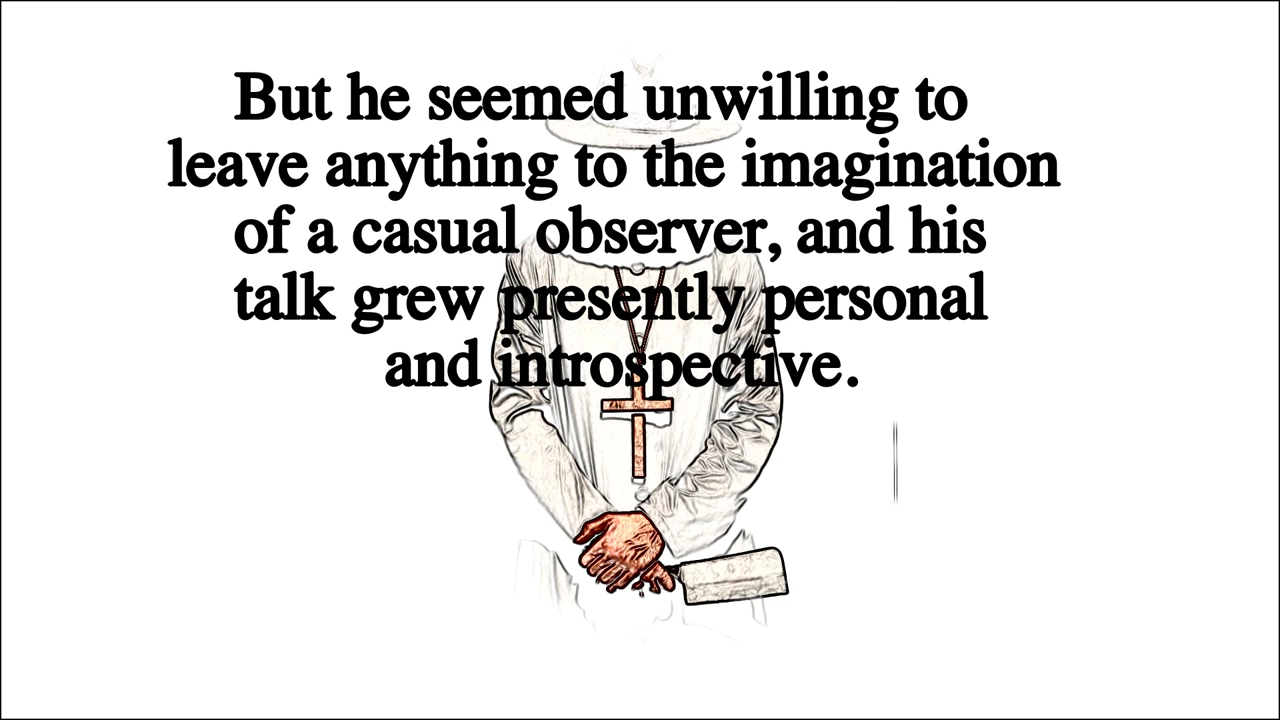 But he seemed unwilling to
leave anything to the imagination
of a casual observer, and his
talk grew presently personal
and introspective.